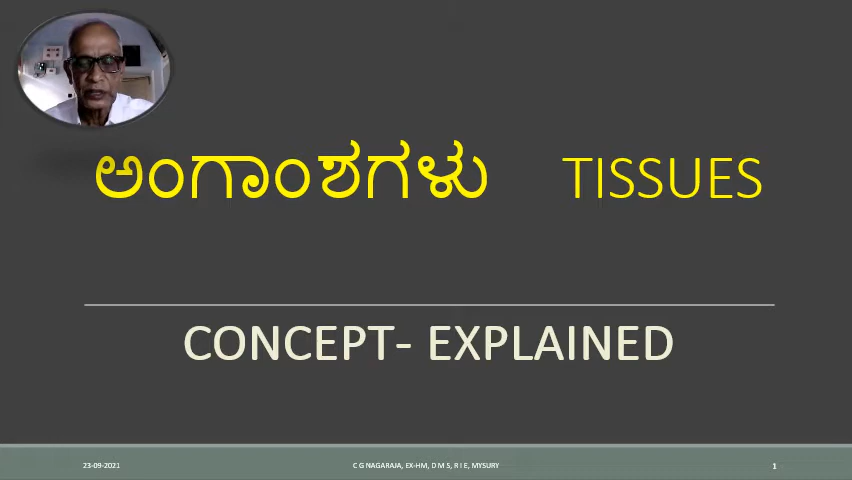 ಅಂಗಾಂಶಗಳು TISSUES
CONCEPT- EXPLAINED
23-09-2021 C G NAGARAJA, EX-HM, D M S, R I E, MYSURY 1